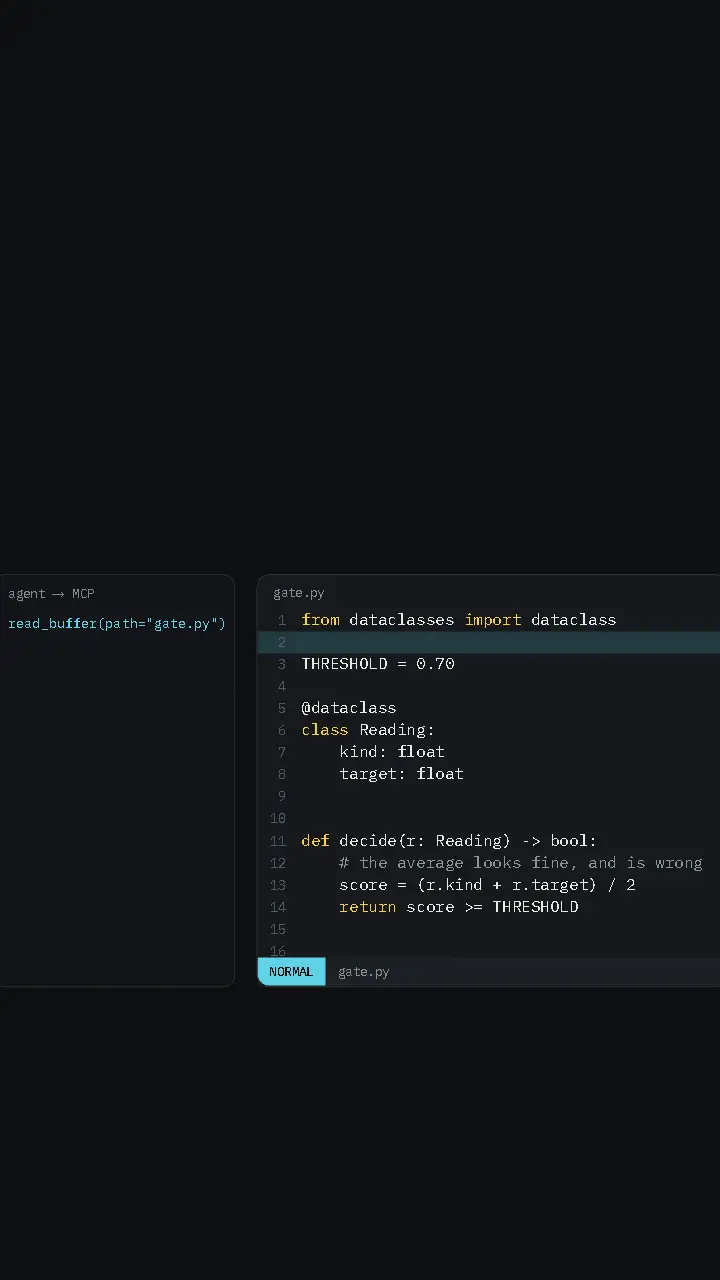 agent → MCP
read_buffer(path="gate.py")
gate.py
1 from dataclasses import dataclass
2
3 THRESHOLD = 0.70
4
5 @dataclass
6 class Reading:
7     kind: float
8     target: float
9
10
11 def decide(r: Reading) -> bool:
12     # the average looks fine, and is wrong
13     score = (r.kind + r.target) / 2
14     return score >= THRESHOLD
15
16
NORMAL gate.py